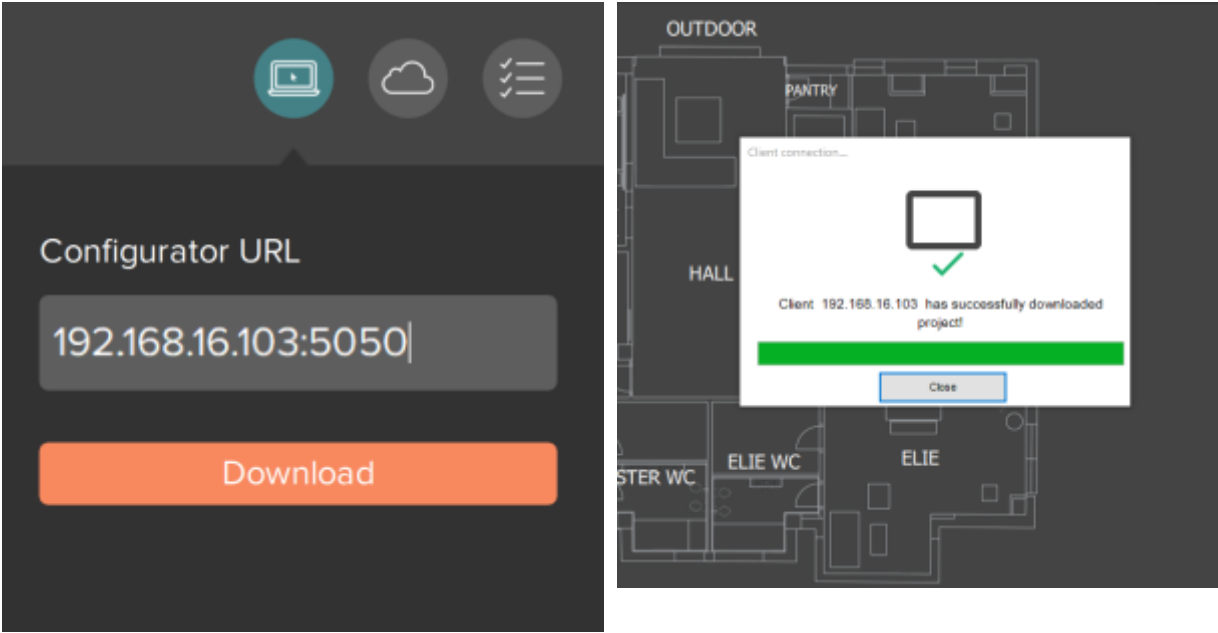 Configurator URL
192.168.16.103:5050
Download
OUTDOOR
PANTRY
Client connection...
HALL
Client 192.168.16.103 has successfully downloaded
project!
Close
ELIE WC
ELIE
STER WC